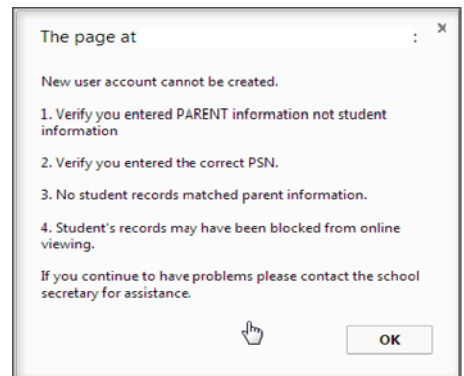 The page at :
New user account cannot be created.
1. Verify you entered PARENT information not student
information
2. Verify you entered the correct PSN.
3. No student records matched parent information.
4. Student's records may have been blocked from online
viewing.
If you continue to have problems please contact the school
secretary for assistance.
OK